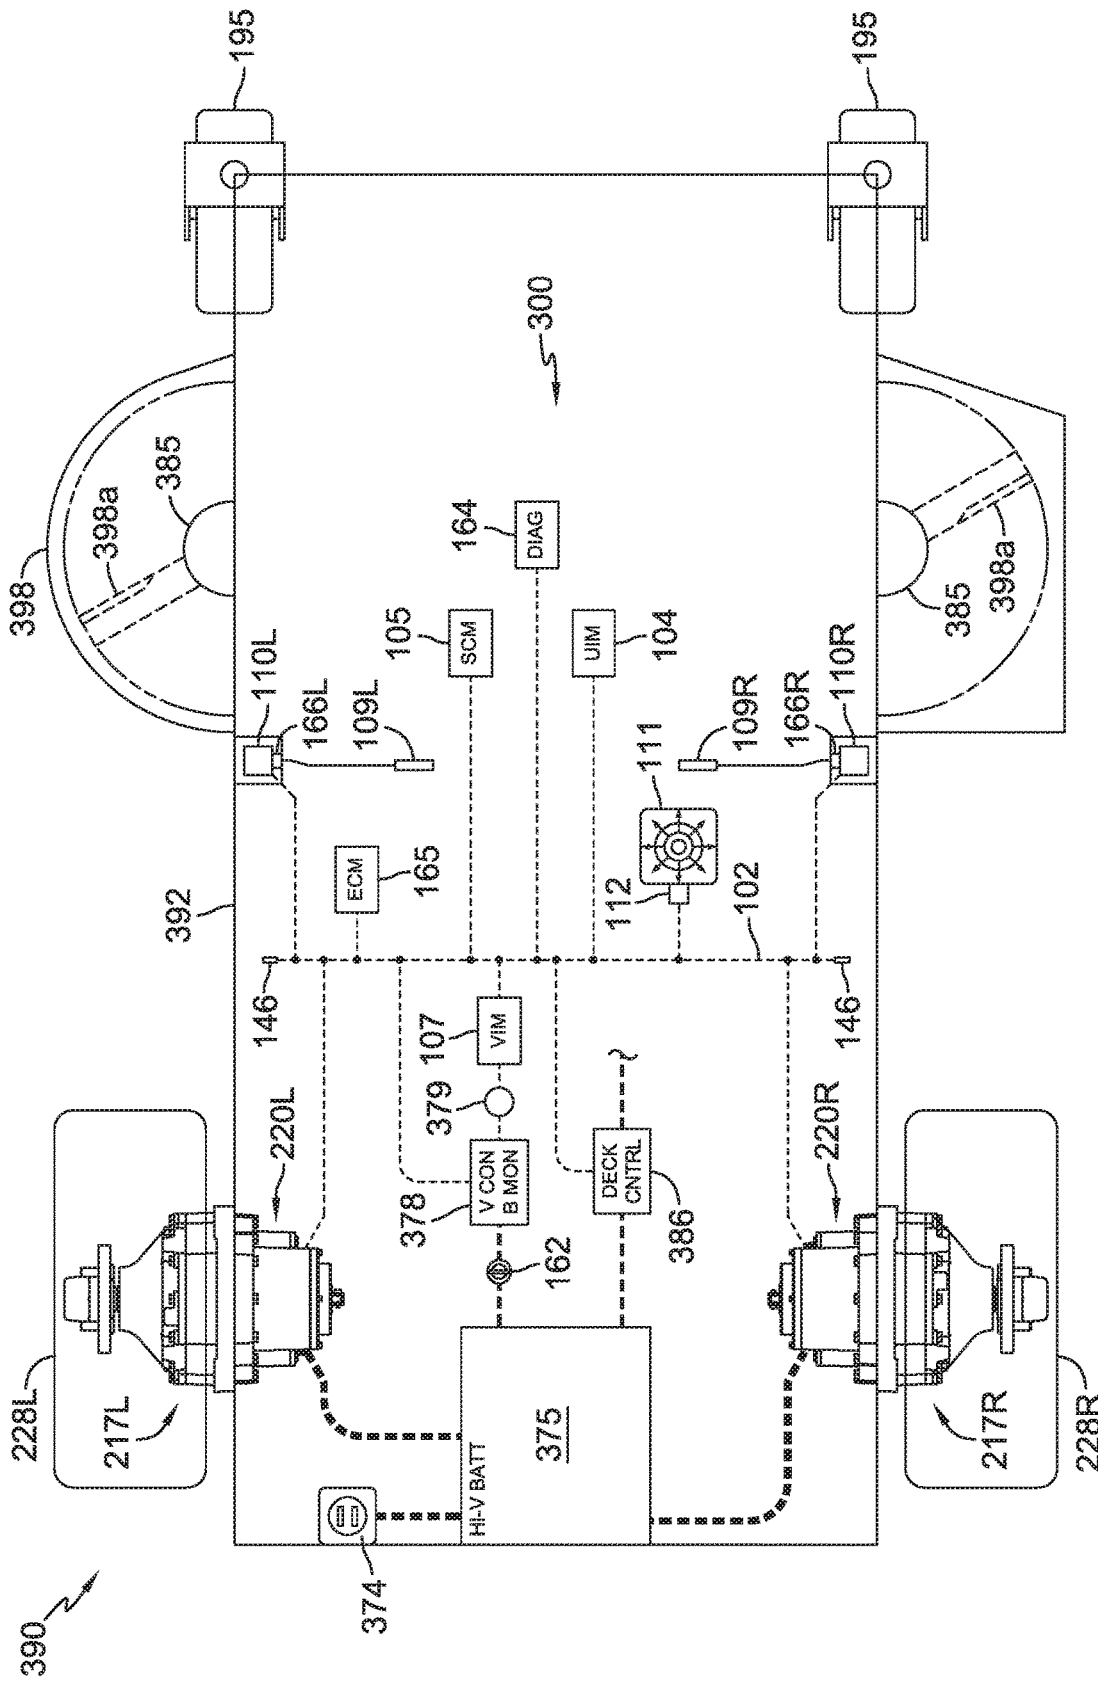 390
228L
217L
220L
146
392
110L
166L
109L
398
398a
385
195
374
HI-V BATT
375
162
378
V CON
B MON
379
107
VIM
165
ECM
105
SCM
164
DIAG
300
104
UIM
386
DECK
CNTRL
112
111
102
109R
166R
110R
146
220R
217R
228R
385
398a
195